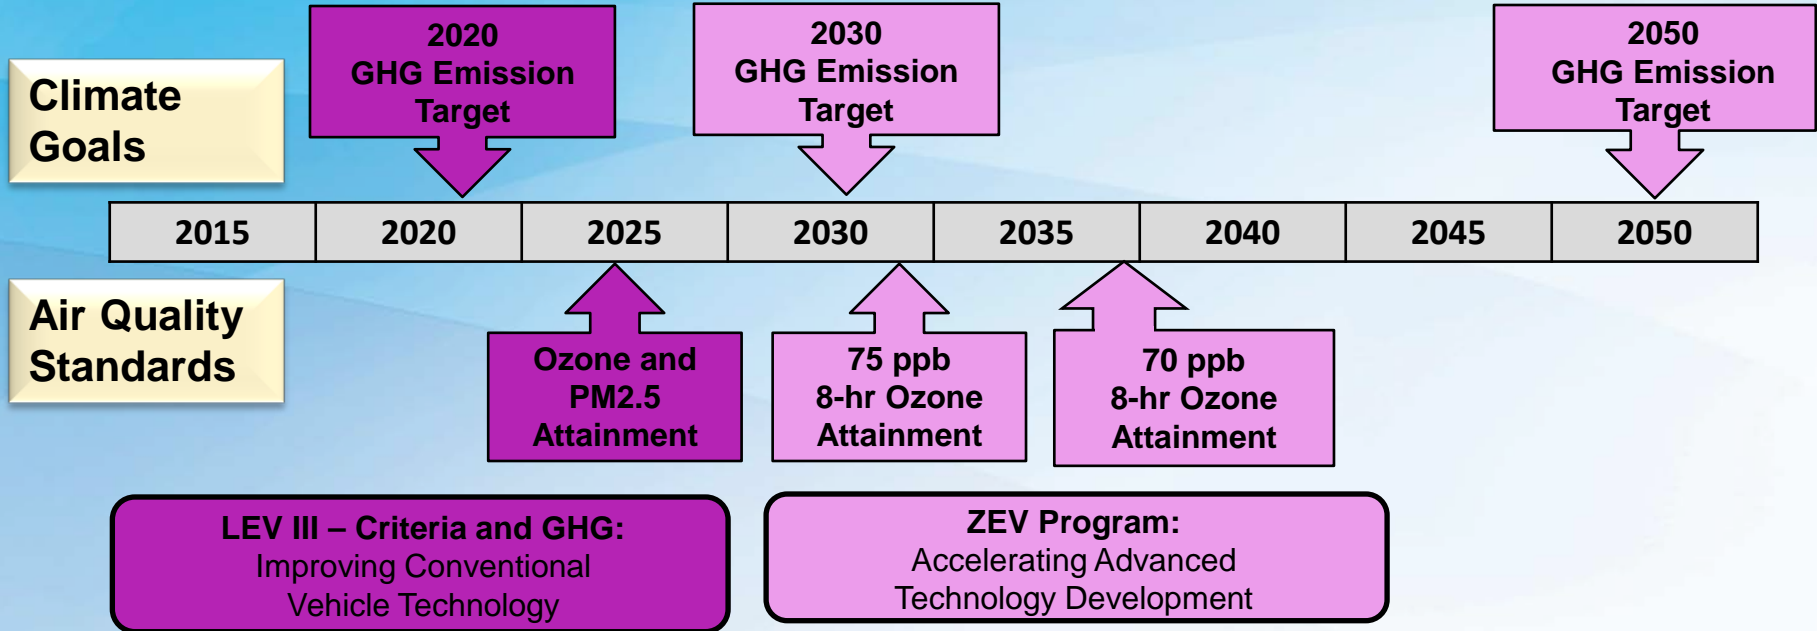 2020
GHG Emission
Target
2030
GHG Emission
Target
2050
GHG Emission
Target
Climate
Goals
2015 2020 2025 2030 2035 2040 2045 2050
Air Quality
Standards
Ozone and
PM2.5
Attainment
75 ppb
8-hr Ozone
Attainment
70 ppb
8-hr Ozone
Attainment
LEV III – Criteria and GHG:
Improving Conventional
Vehicle Technology
ZEV Program:
Accelerating Advanced
Technology Development